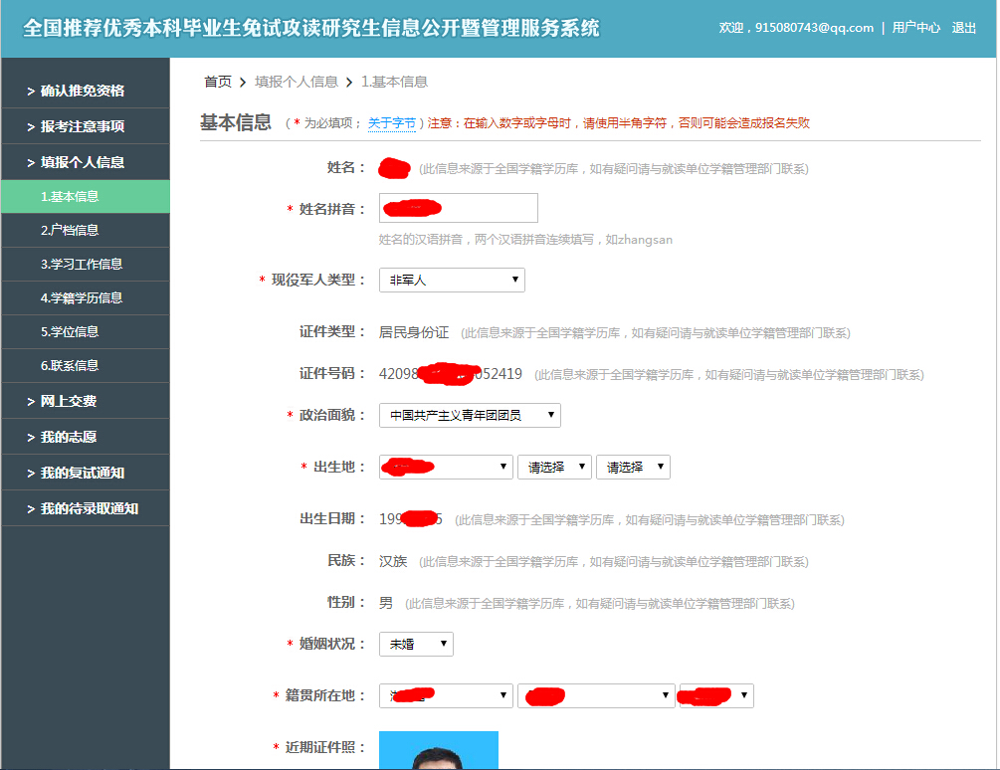 全国推荐优秀本科毕业生免试攻读研究生信息公开暨管理服务系统
欢迎，915080743@qq.com | 用户中心 退出
首页 > 填报个人信息 > 1.基本信息
> 确认推免资格
> 报考注意事项
> 填报个人信息
1.基本信息
2.户档信息
3.学习工作信息
4.学籍学历信息
5.学位信息
6.联系信息
> 网上交费
> 我的志愿
> 我的复试通知
> 我的待录取通知
基本信息 （ * 为必填项； 关于字节 ）注意：在输入数字或字母时，请使用半角字符，否则可能会造成报名失败
姓名： (此信息来源于全国学籍学历库，如有疑问请与就读单位学籍管理部门联系)
* 姓名拼音：
姓名的汉语拼音，两个汉语拼音连续填写，如zhangsan
* 现役军人类型： 非军人
证件类型： 居民身份证 (此信息来源于全国学籍学历库，如有疑问请与就读单位学籍管理部门联系)
证件号码： 42098 052419 (此信息来源于全国学籍学历库，如有疑问请与就读单位学籍管理部门联系)
* 政治面貌： 中国共产主义青年团团员
* 出生地： 请选择 请选择
出生日期： 199 5 (此信息来源于全国学籍学历库，如有疑问请与就读单位学籍管理部门联系)
民族： 汉族 (此信息来源于全国学籍学历库，如有疑问请与就读单位学籍管理部门联系)
性别： 男 (此信息来源于全国学籍学历库，如有疑问请与就读单位学籍管理部门联系)
* 婚姻状况： 未婚
* 籍贯所在地：
* 近期证件照：